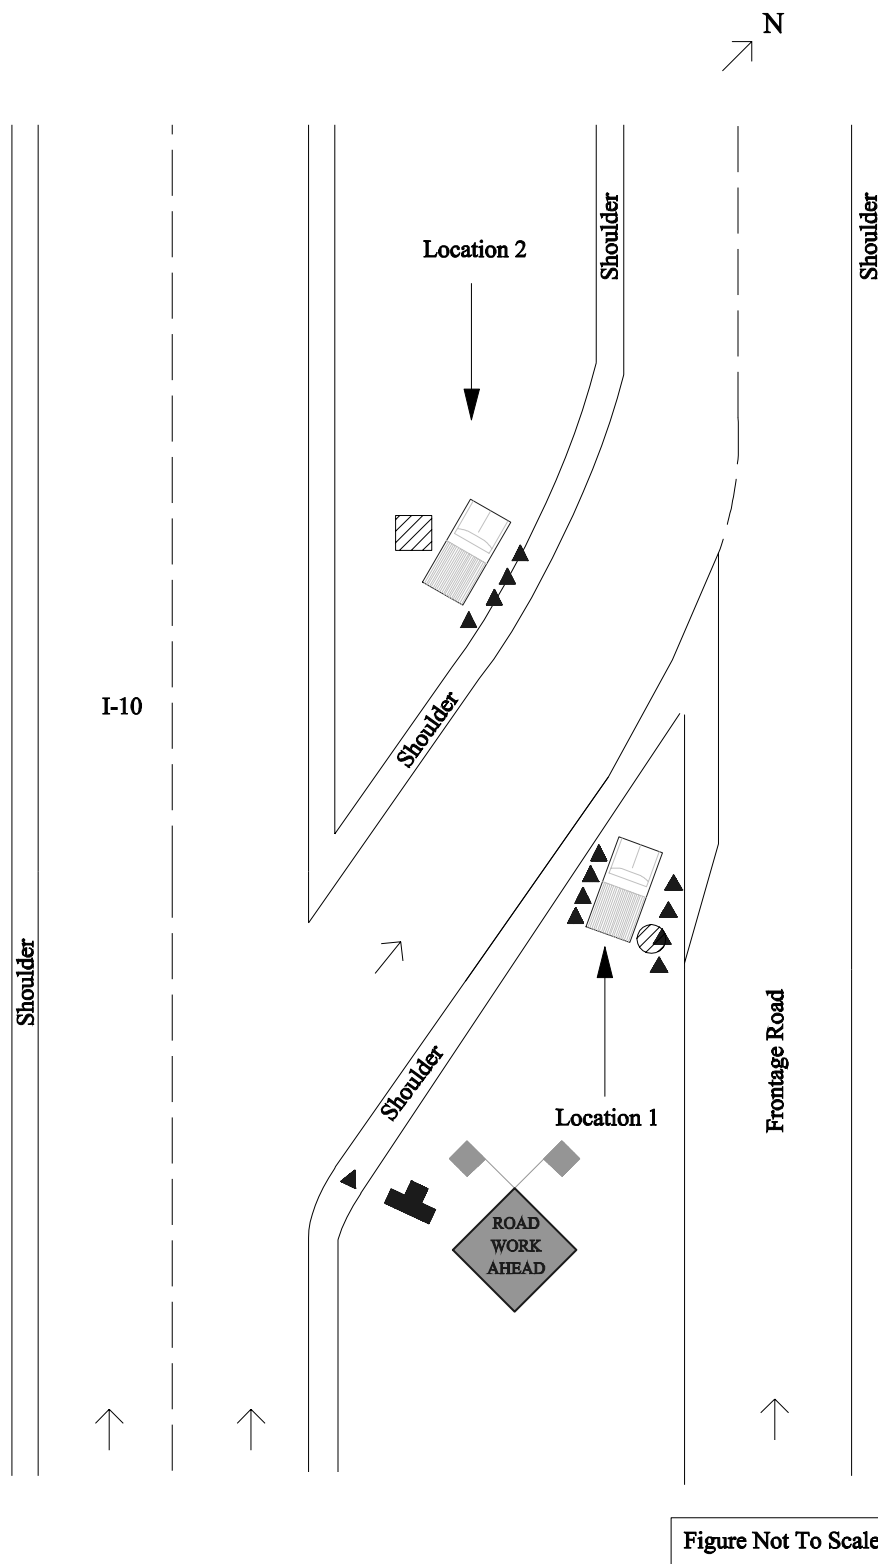 N
Shoulder
Shoulder
Location 2
I-10
Shoulder
Shoulder
Frontage Road
Shoulder
Location 1
ROAD
WORK
AHEAD
Figure Not To Scale